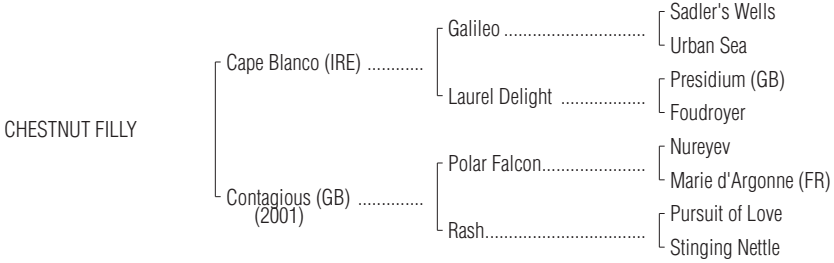 Sadler's Wells
Galileo ..............................
Urban Sea
Cape Blanco (IRE) ............
Presidium (GB)
Laurel Delight ..................
Foudroyer
CHESTNUT FILLY
Nureyev
Polar Falcon......................
Marie d'Argonne (FR)
Contagious (GB) ..............
(2001)
Pursuit of Love
Rash..................................
Stinging Nettle